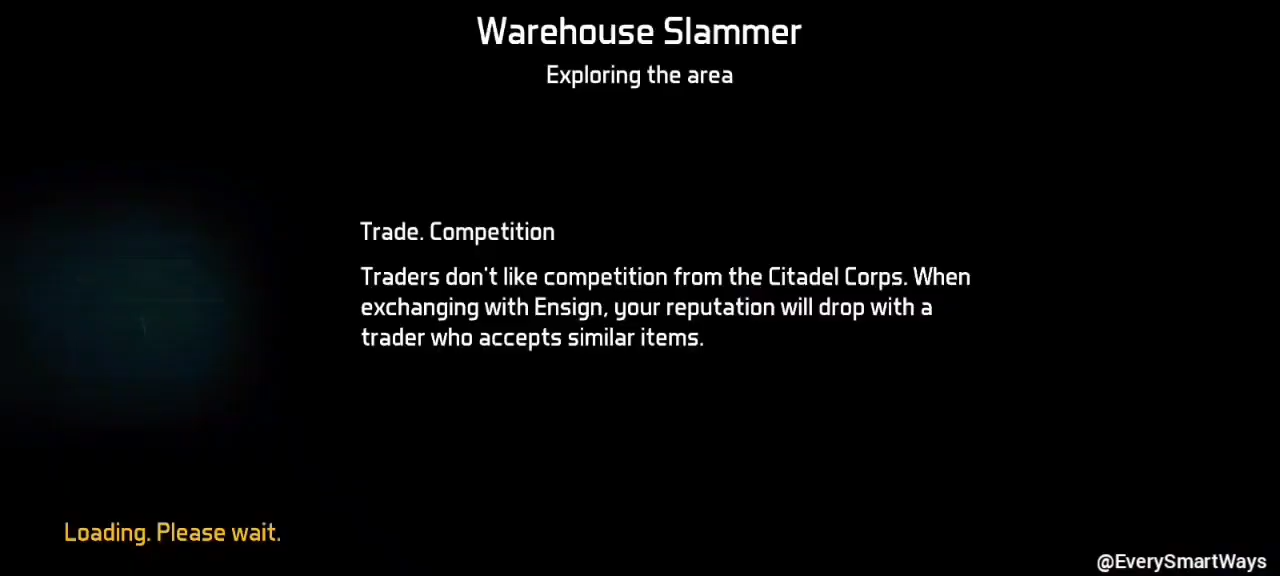 Warehouse Slammer
Exploring the area
Trade. Competition
Traders don't like competition from the Citadel Corps. When
exchanging with Ensign, your reputation will drop with a
trader who accepts similar items.
Loading. Please wait.
@EverySmartWays